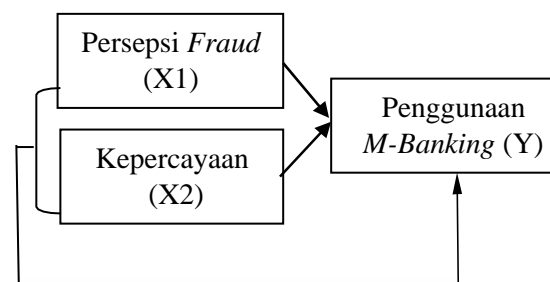 Persepsi Fraud
(X1)
Kepercayaan
(X2)
Penggunaan
M-Banking (Y)